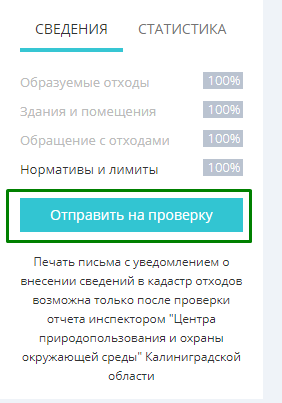 СВЕДЕНИЯ СТАТИСТИКА
Образуемые отходы 100%
Здания и помещения 100%
Обращение с отходами 100%
Нормативы и лимиты 100%
Отправить на проверку
Печать письма с уведомлением о
внесении сведений в кадастр отходов
возможна только после проверки
отчета инспектором "Центра
природопользования и охраны
окружающей среды" Калиниградской
области